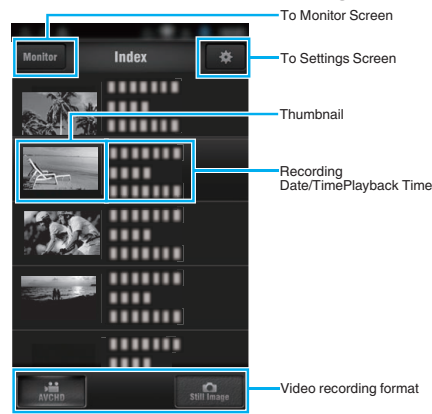 To Monitor Screen
Monitor
Index
To Settings Screen
Thumbnail
Recording
Date/TimePlayback Time
Video recording format
AVCHD
Still Image